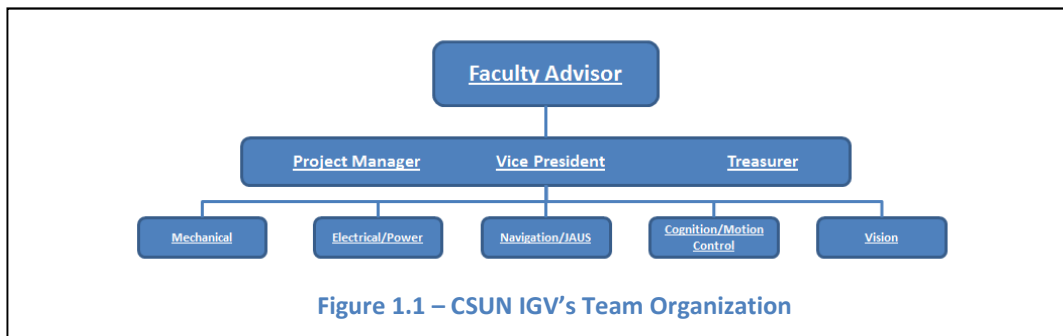 Faculty Advisor
Project Manager Vice President Treasurer
Mechanical Electrical/Power Navigation/JAUS Cognition/Motion Control Vision
Figure 1.1 – CSUN IGV's Team Organization